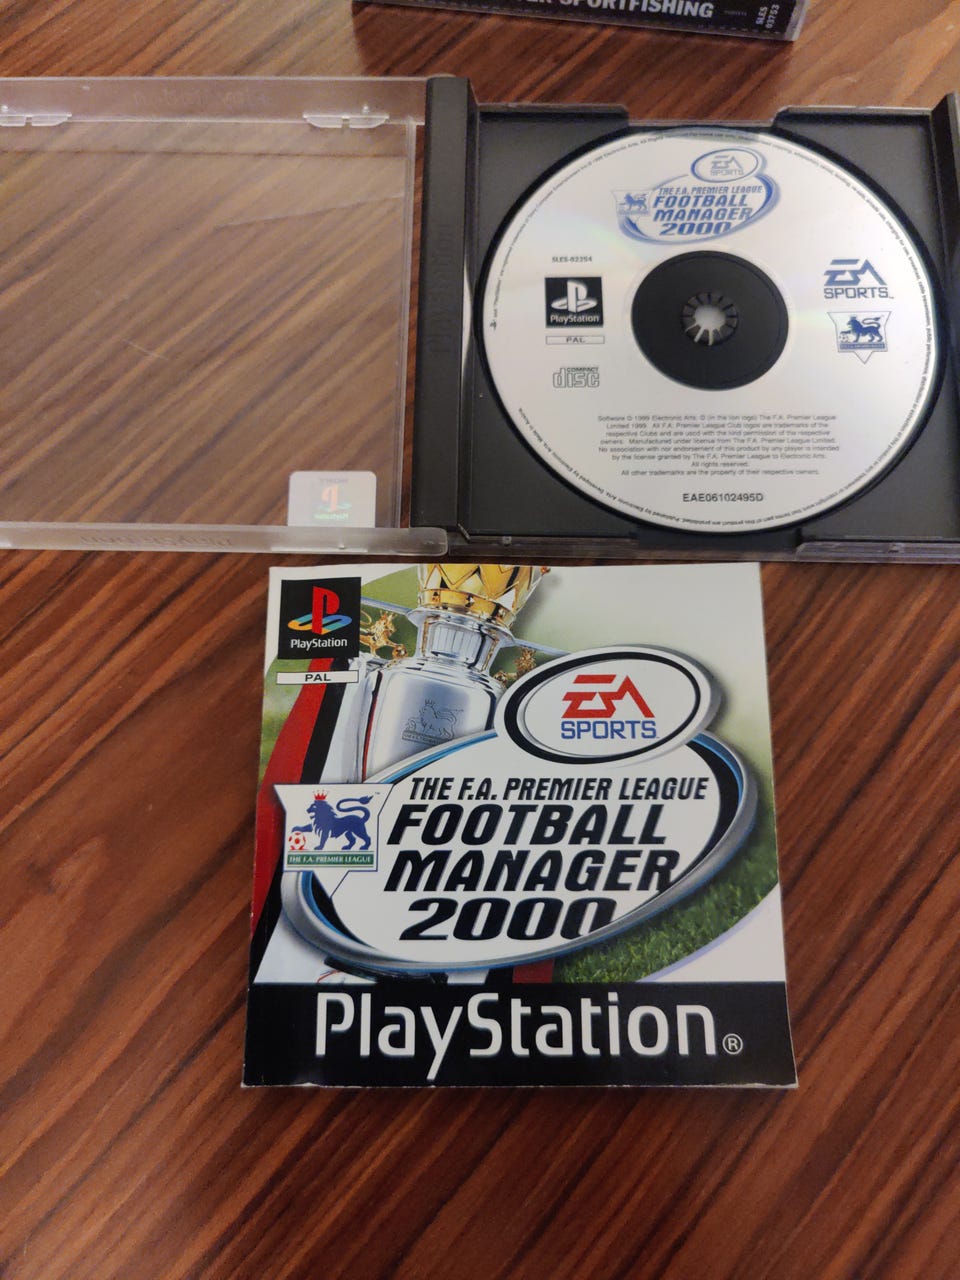 SPORTFISHING
SLES
03753
EA
SPORTS
THE F.A. PREMIER LEAGUE
FOOTBALL
MANAGER
2000
SLES-02394
PlayStation
PAL
COMPACT
disc
EA
SPORTS
Software © 1999 Electronic Arts. © (in the lion logo) The F.A. Premier League
Limited 1999. All F.A. Premier League Club logos are trademarks of the
respective Clubs and are used with the kind permission of the respective
owners. Manufactured under license from The F.A. Premier League Limited.
No association with nor endorsement of this product by any player is intended
by the license granted by The F.A. Premier League to Electronic Arts.
All rights reserved.
All other trademarks are the property of their respective owners.
EAE06102495D
PlayStation
PAL
EA
SPORTS
THE F.A. PREMIER LEAGUE
FOOTBALL
MANAGER
2000
THE F.A. PREMIER LEAGUE
PlayStation®